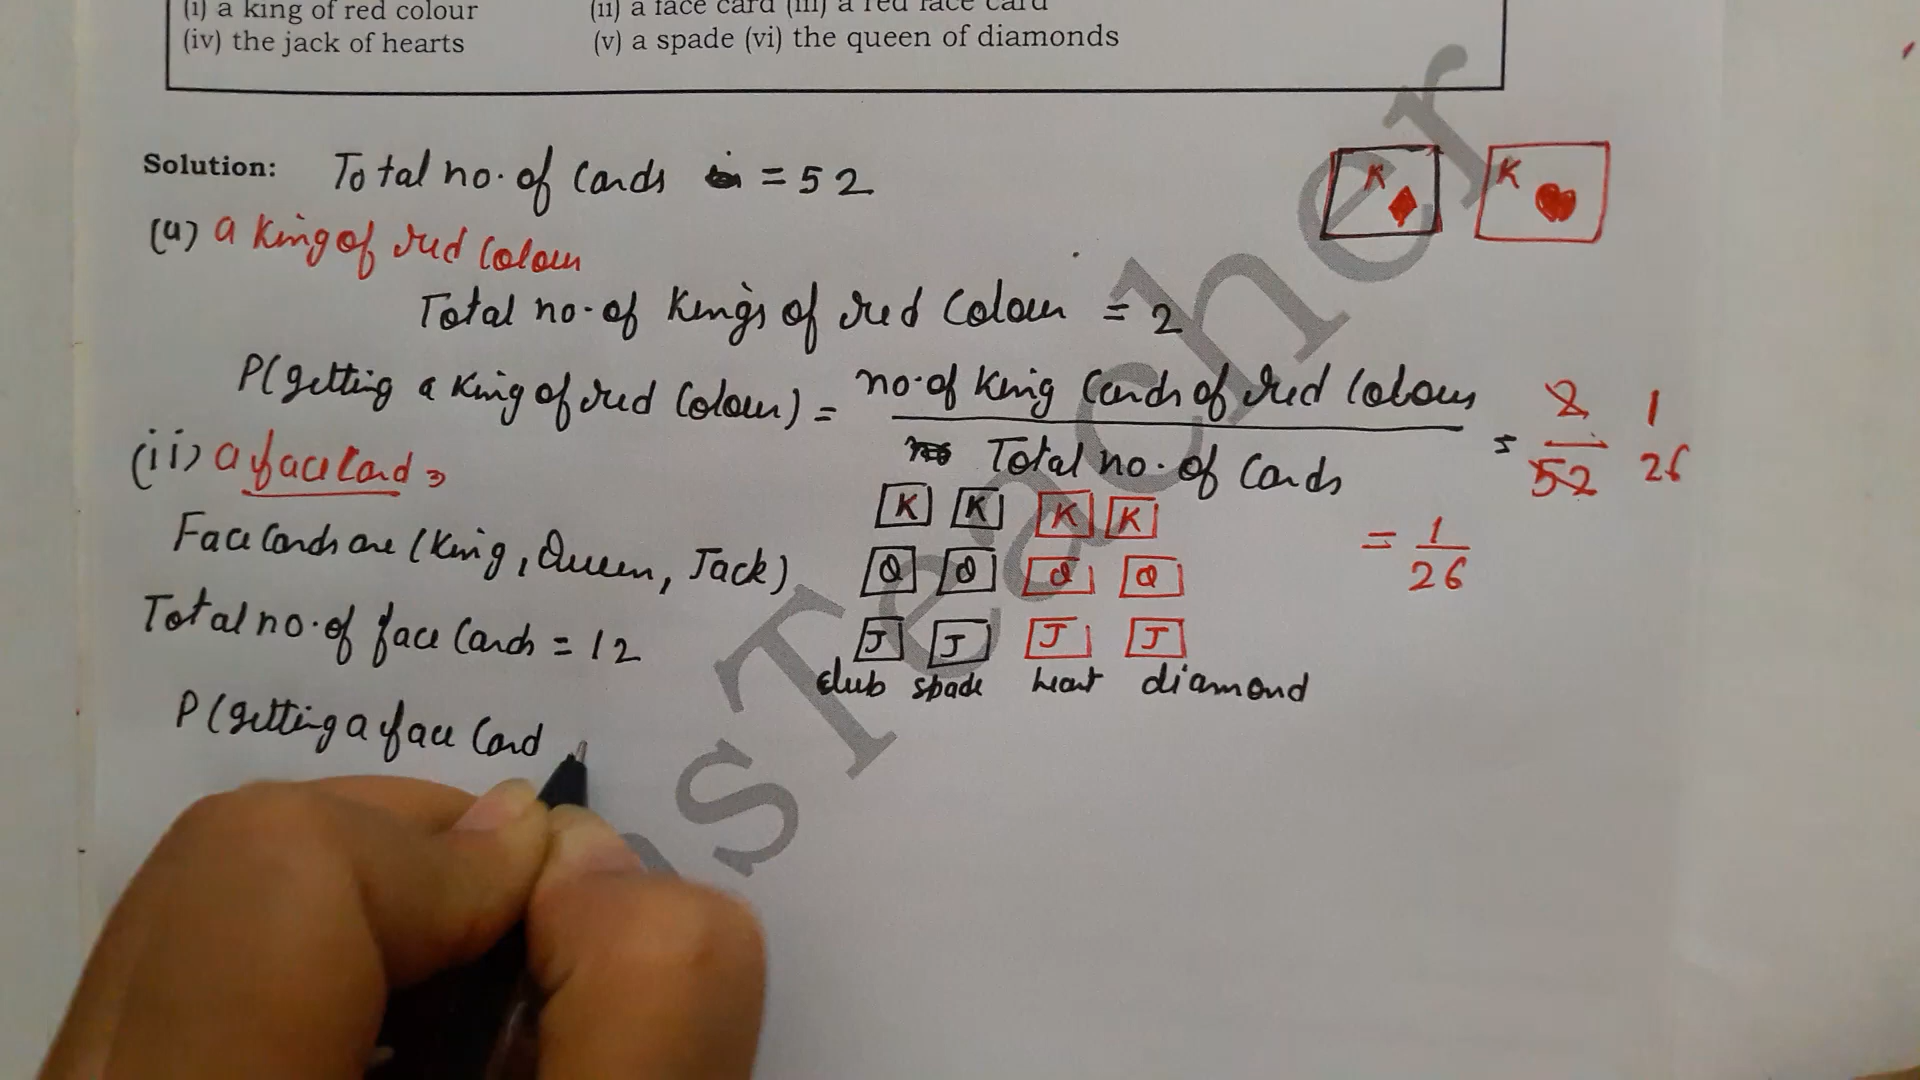 (i) a king of red colour (ii) a face card (iii) a red face card
(iv) the jack of hearts (v) a spade (vi) the queen of diamonds
Solution: Total no. of cards = 52
K K
a king of red colour
Total no. of kings of red colour = 2
P(getting a king of red colour) = no. of king cards of red colour = 2 1
Total no. of cards 52 26
= 1
26
(ii) a face card
Face cards are (King, Queen, Jack)
Total no. of face cards = 12
K K K K
Q Q Q Q
J J J J
club spade heart diamond
P(getting a face card
Teacher